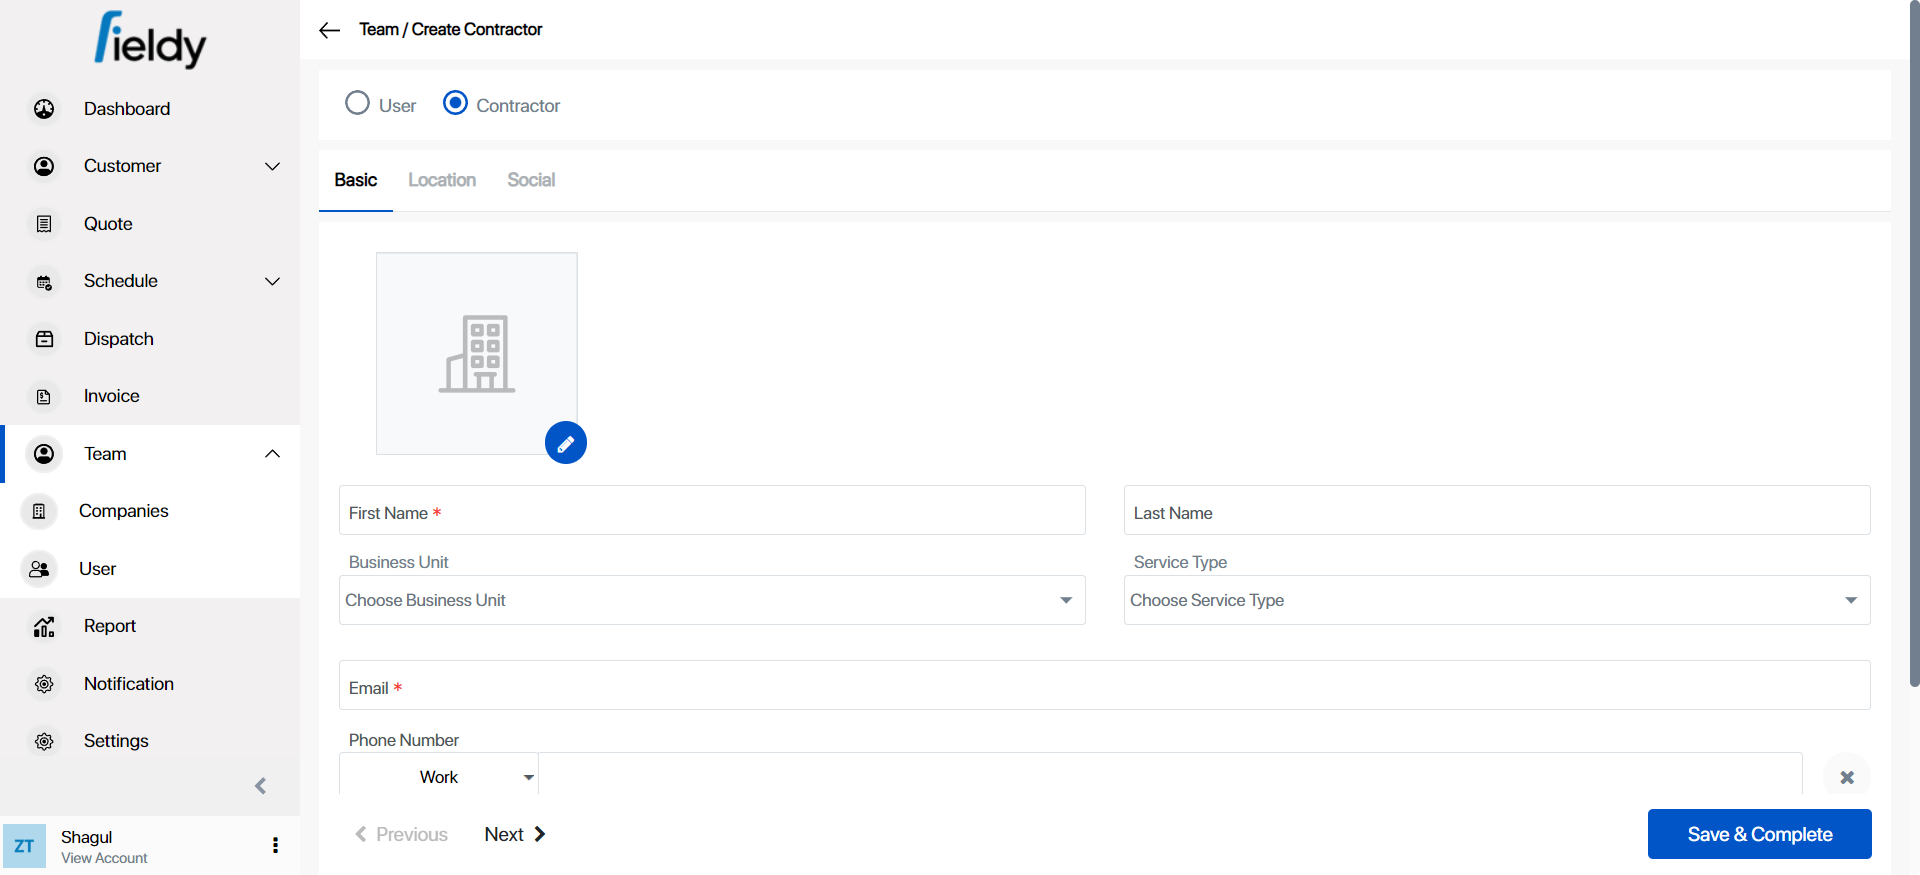 fieldy
Dashboard
Customer
Quote
Schedule
Dispatch
Invoice
Team
Companies
User
Report
Notification
Settings
ZT
Shagul
View Account
Team / Create Contractor
User
Contractor
Basic
Location
Social
First Name *
Last Name
Business Unit
Service Type
Choose Business Unit
Choose Service Type
Email *
Phone Number
Work
Previous
Next
Save & Complete